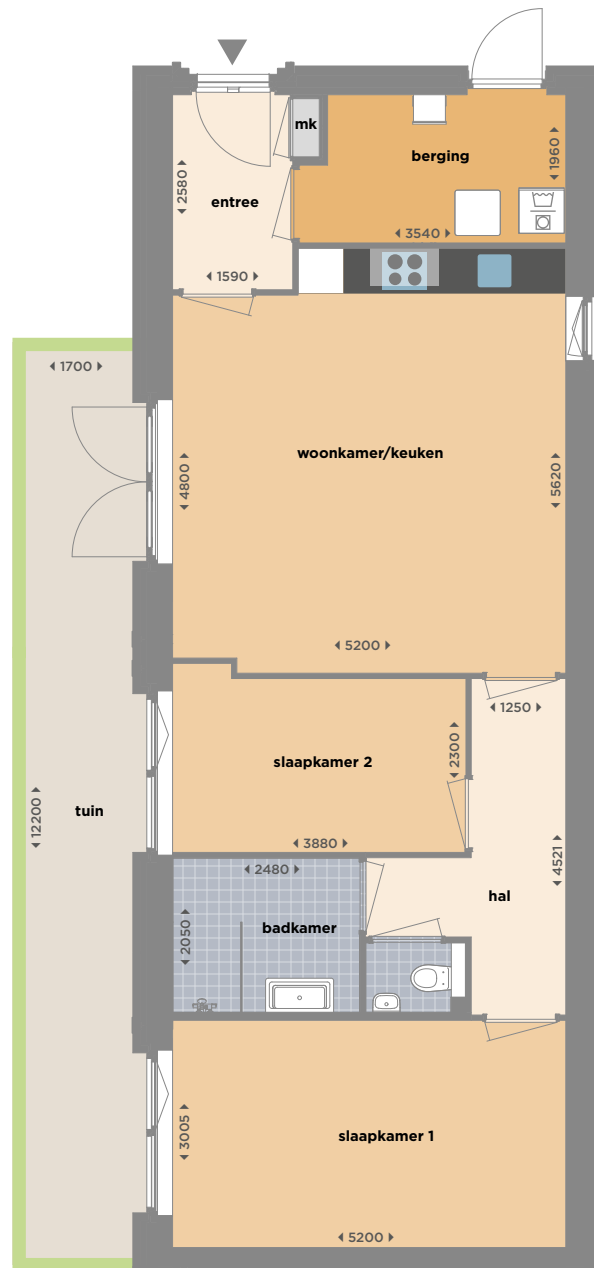 mk
berging
1960
2580
entree
3540
1590
1700
woonkamer/keuken
4800
5620
5200
1250
slaapkamer 2
2300
12200
tuin
3880
4521
2480
hal
badkamer
2050
3005
slaapkamer 1
5200